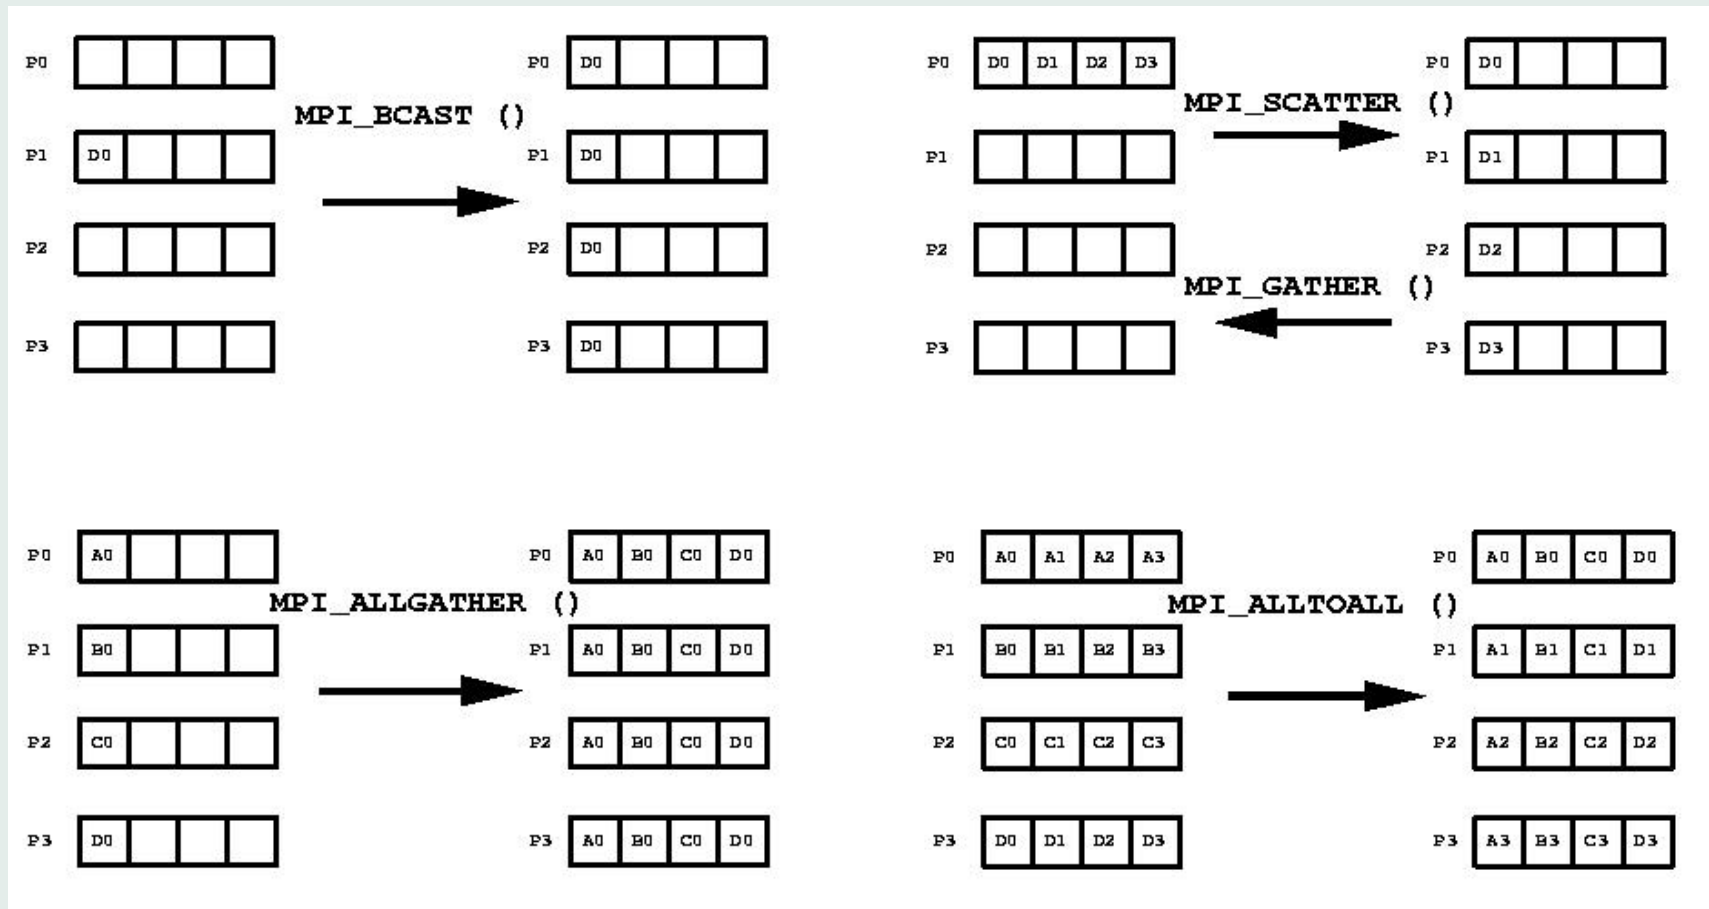 P0
P0 D0
MPI_BCAST ()
P1 D0
P1 D0
P2
P2 D0
P3
P3 D0
P0 D0 D1 D2 D3
P0 D0
MPI_SCATTER ()
P1
P1 D1
P2
P2 D2
MPI_GATHER ()
P3
P3 D3
P0 A0
P0 A0 B0 C0 D0
MPI_ALLGATHER ()
P1 B0
P1 A0 B0 C0 D0
P2 C0
P2 A0 B0 C0 D0
P3 D0
P3 A0 B0 C0 D0
P0 A0 A1 A2 A3
P0 A0 B0 C0 D0
MPI_ALLTOALL ()
P1 B0 B1 B2 B3
P1 A1 B1 C1 D1
P2 C0 C1 C2 C3
P2 A2 B2 C2 D2
P3 D0 D1 D2 D3
P3 A3 B3 C3 D3